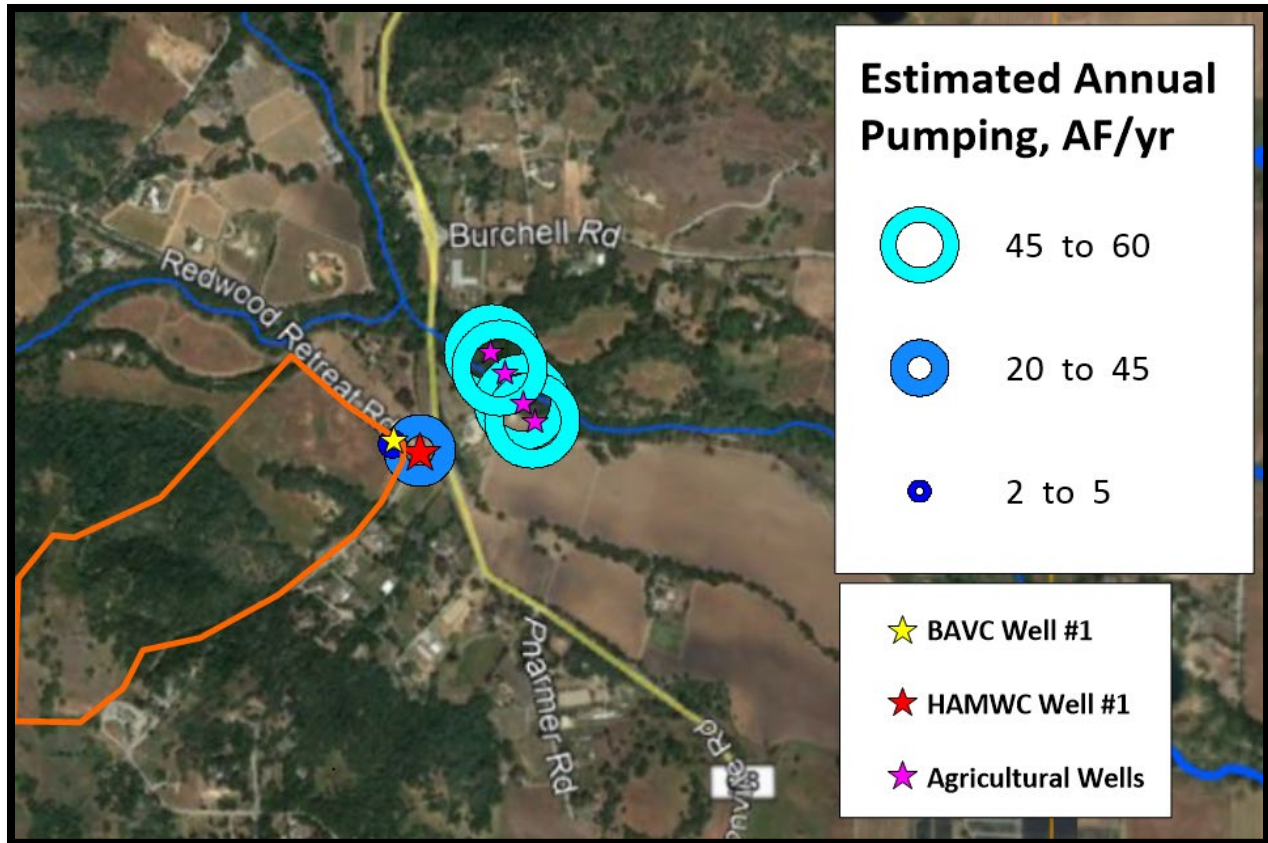 Estimated Annual
Pumping, AF/yr
45 to 60
20 to 45
2 to 5
BAVC Well #1
HAMWC Well #1
Agricultural Wells
Burchell Rd
Redwood Retreat Rd
Pharmer Rd
Rd